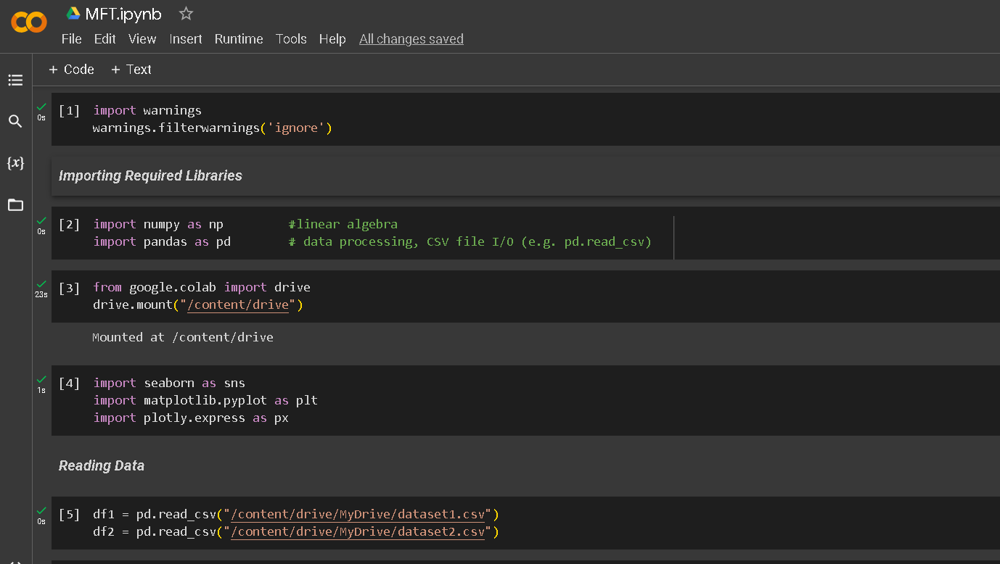 MFT.ipynb
File Edit View Insert Runtime Tools Help All changes saved
+ Code + Text
[1] import warnings
0s
warnings.filterwarnings('ignore')
Importing Required Libraries
[2] import numpy as np #linear algebra
0s
import pandas as pd # data processing, CSV file I/O (e.g. pd.read_csv)
[3] from google.colab import drive
23s
drive.mount("/content/drive")
Mounted at /content/drive
[4] import seaborn as sns
1s
import matplotlib.pyplot as plt
import plotly.express as px
Reading Data
[5] df1 = pd.read_csv("/content/drive/MyDrive/dataset1.csv")
0s
df2 = pd.read_csv("/content/drive/MyDrive/dataset2.csv")
{x}